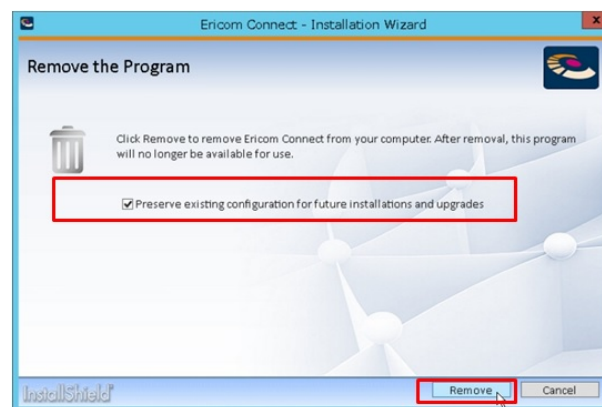 Ericom Connect - Installation Wizard
x
Remove the Program
Click Remove to remove Ericom Connect from your computer. After removal, this program
will no longer be available for use.
Preserve existing configuration for future installations and upgrades
InstallShield
Remove
Cancel